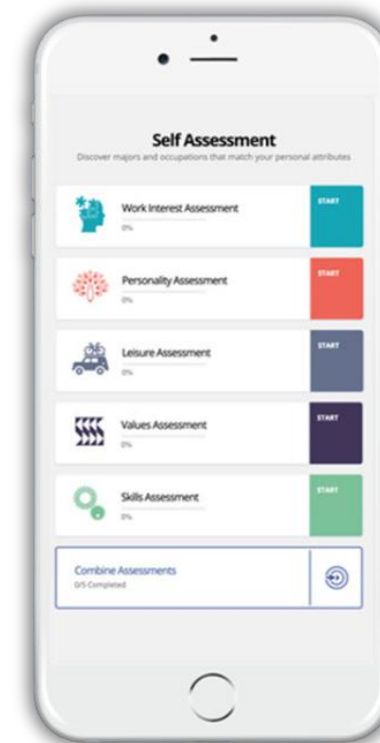 Self Assessment
Discover majors and occupations that match your personal attributes
Work Interest Assessment
START
0%
Personality Assessment
START
0%
Leisure Assessment
START
0%
Values Assessment
START
0%
Skills Assessment
START
0%
Combine Assessments
0/5 Completed